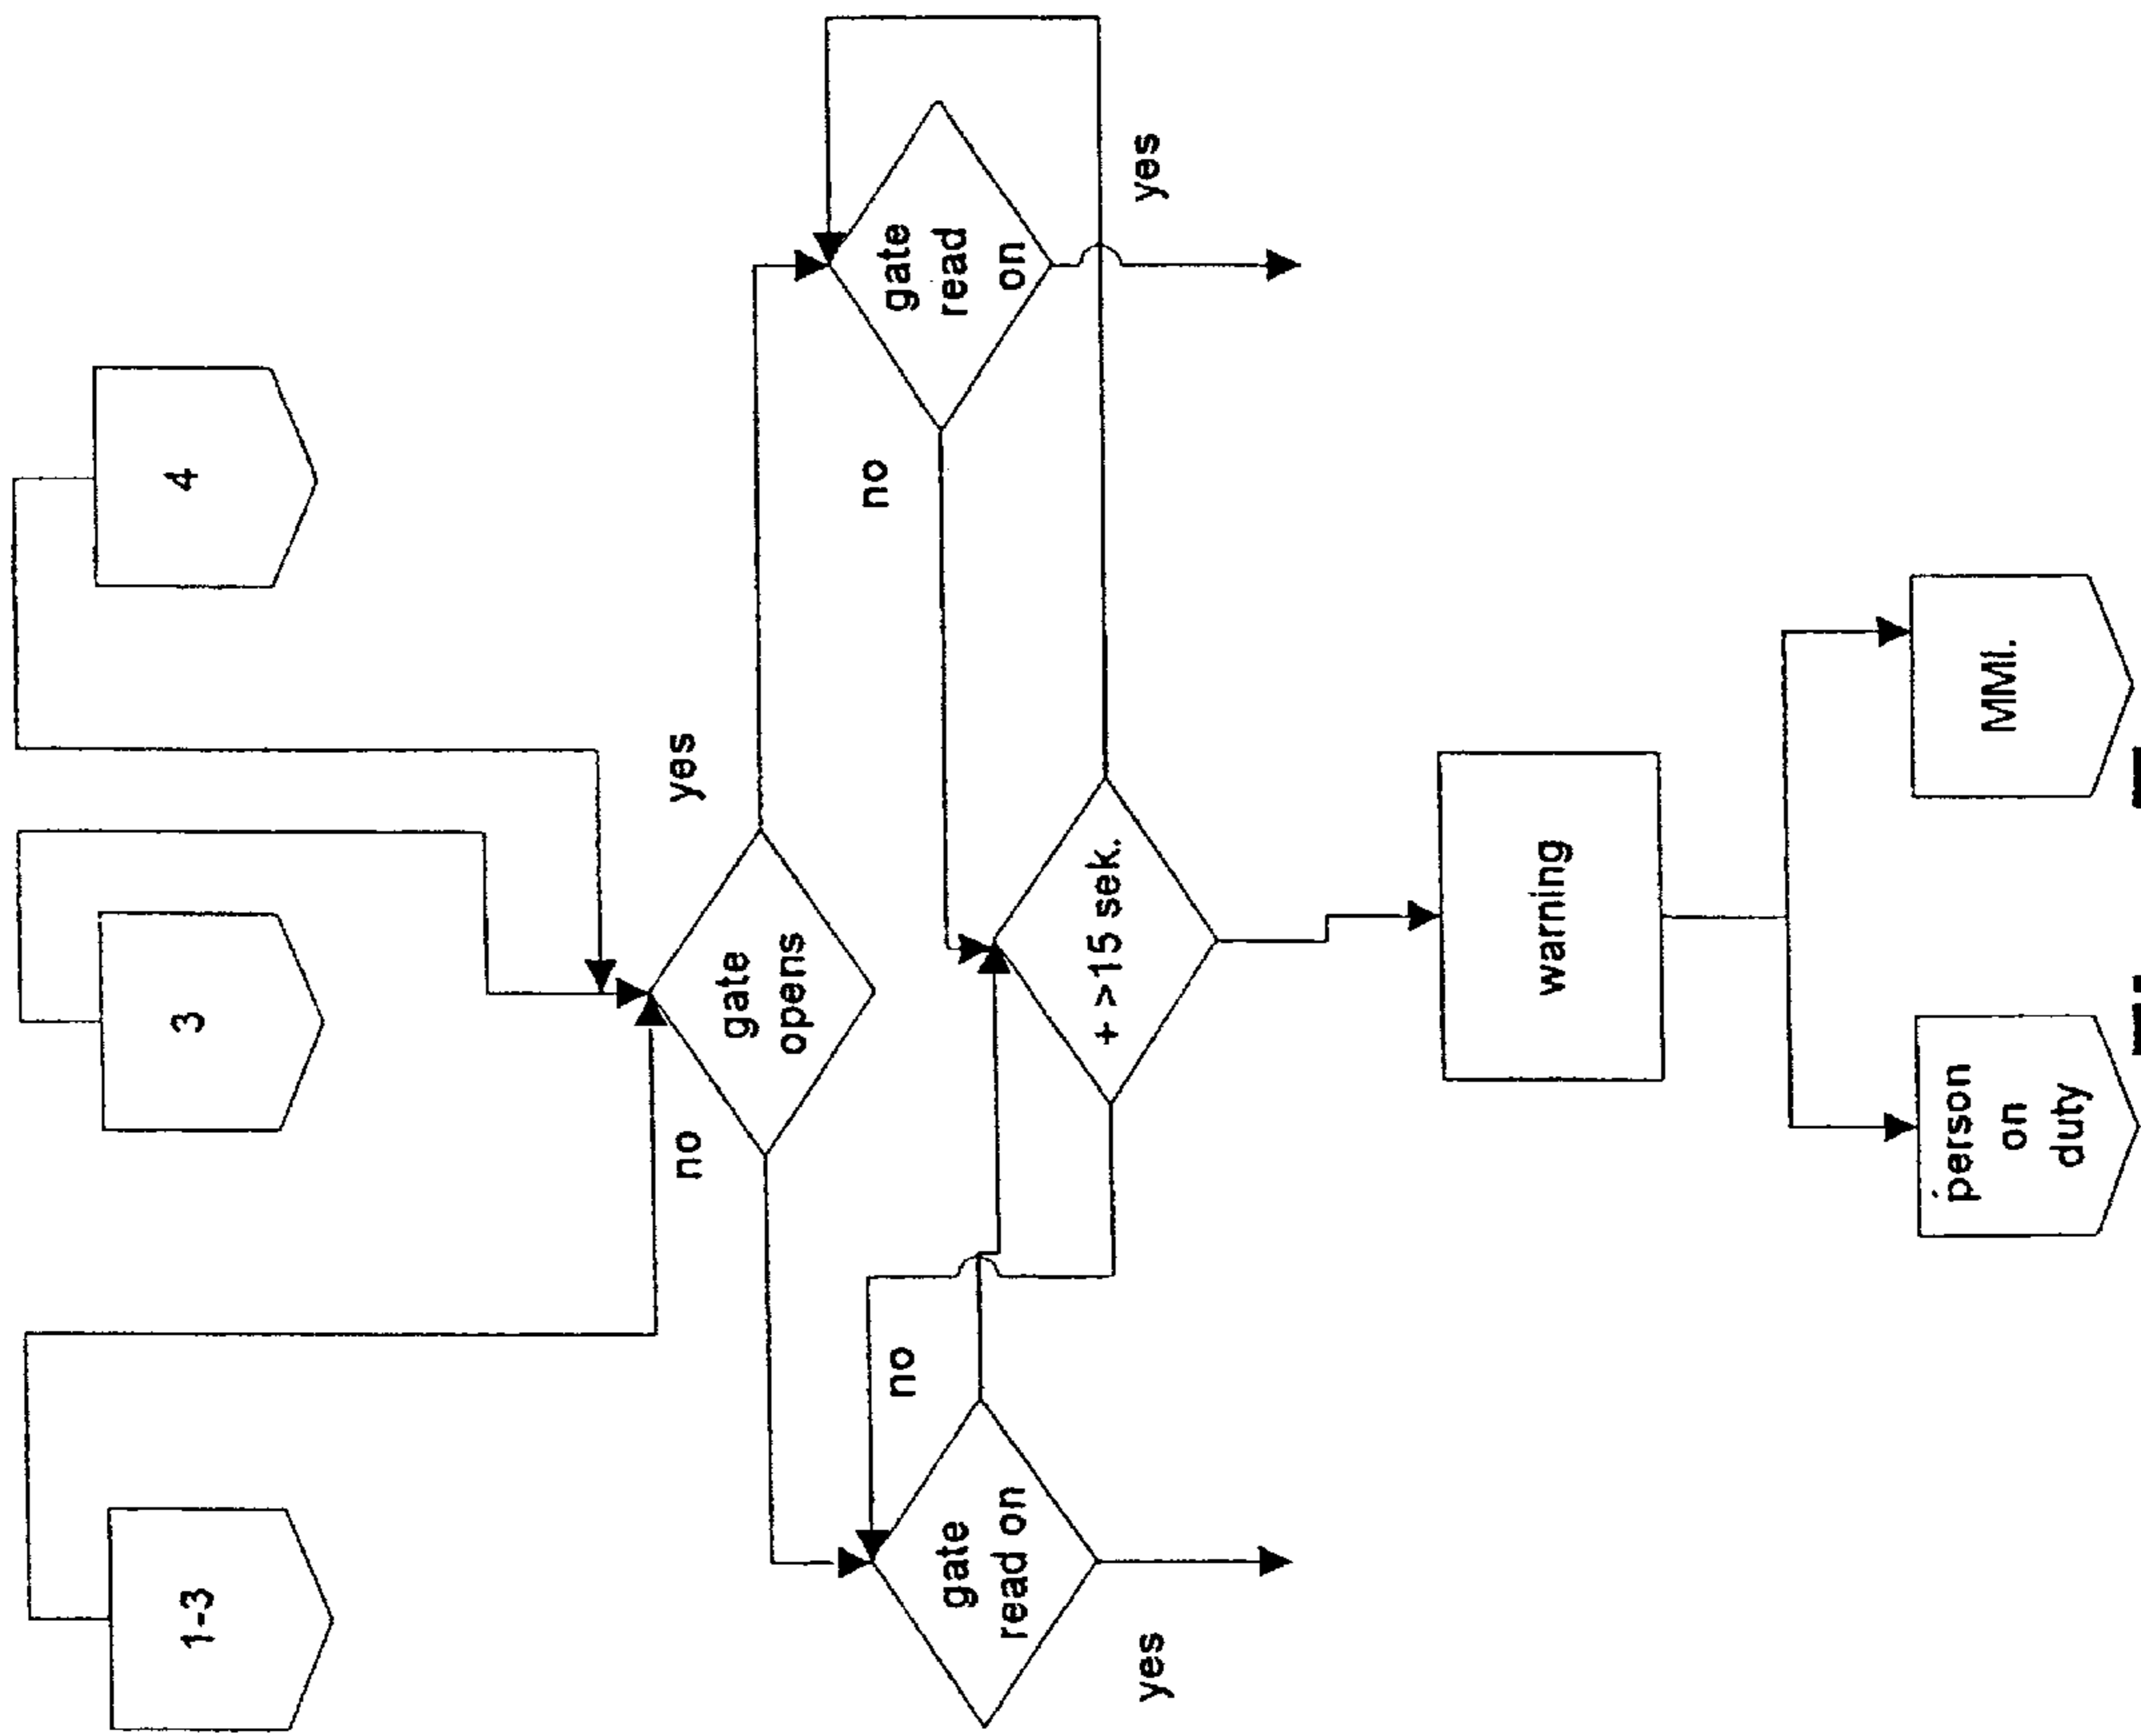 1-3
3
4
gate
opens
no
yes
gate
read on
no
yes
gate
read
on
no
yes
+ >15 sek.
warning
person
on
duty
MMI.